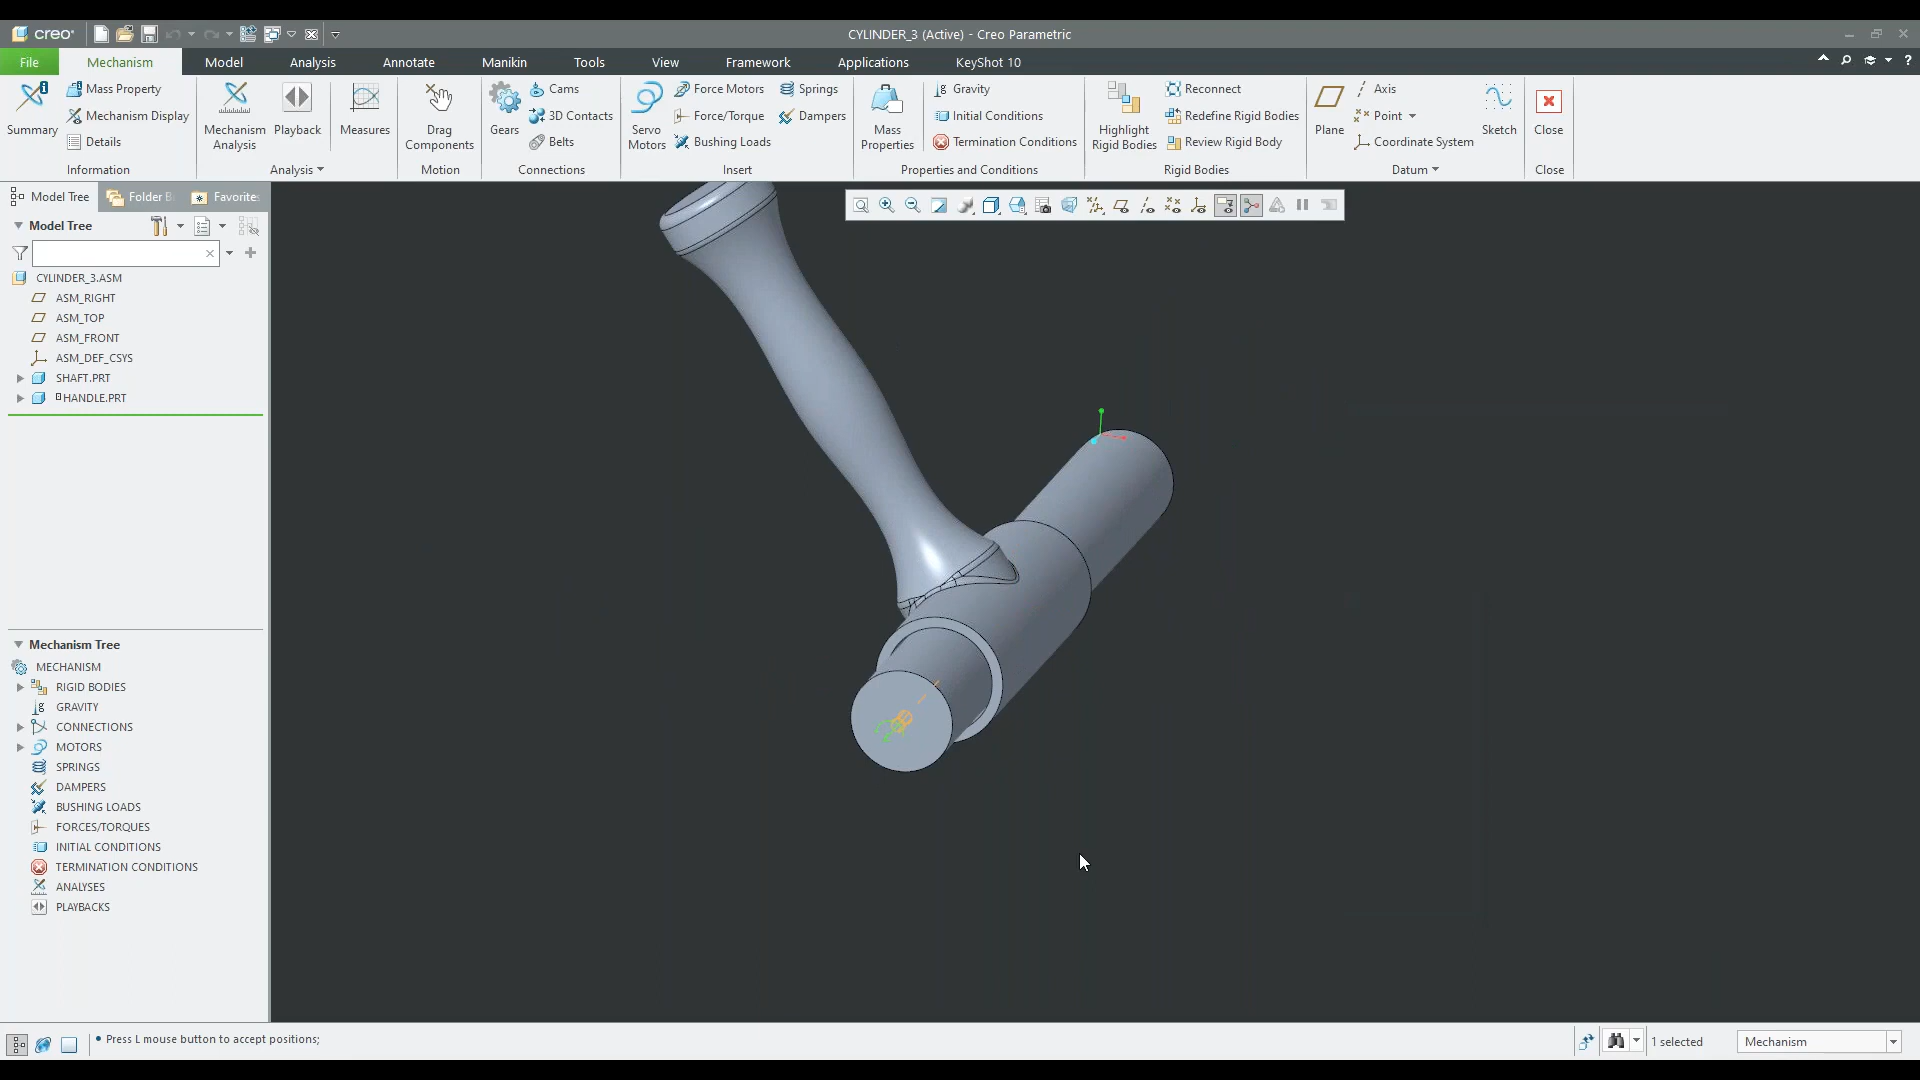 creo
CYLINDER_3 (Active) - Creo Parametric
File
Mechanism
Model
Analysis
Annotate
Manikin
Tools
View
Framework
Applications
KeyShot 10
Summary
Mass Property
Mechanism Display
Details
Information
Mechanism Analysis
Playback
Measures
Analysis
Drag Components
Motion
Gears
Cams
3D Contacts
Belts
Connections
Servo Motors
Force Motors
Force/Torque
Bushing Loads
Springs
Dampers
Insert
Mass Properties
Gravity
Initial Conditions
Termination Conditions
Properties and Conditions
Highlight Rigid Bodies
Reconnect
Redefine Rigid Bodies
Review Rigid Body
Rigid Bodies
Plane
Axis
Point
Coordinate System
Sketch
Datum
Close
Close
Model Tree
Folder B
Favorites
Model Tree
CYLINDER_3.ASM
ASM_RIGHT
ASM_TOP
ASM_FRONT
ASM_DEF_CSYS
SHAFT.PRT
HANDLE.PRT
Mechanism Tree
MECHANISM
RIGID BODIES
GRAVITY
CONNECTIONS
MOTORS
SPRINGS
DAMPERS
BUSHING LOADS
FORCES/TORQUES
INITIAL CONDITIONS
TERMINATION CONDITIONS
ANALYSES
PLAYBACKS
• Press L mouse button to accept positions;
1 selected
Mechanism